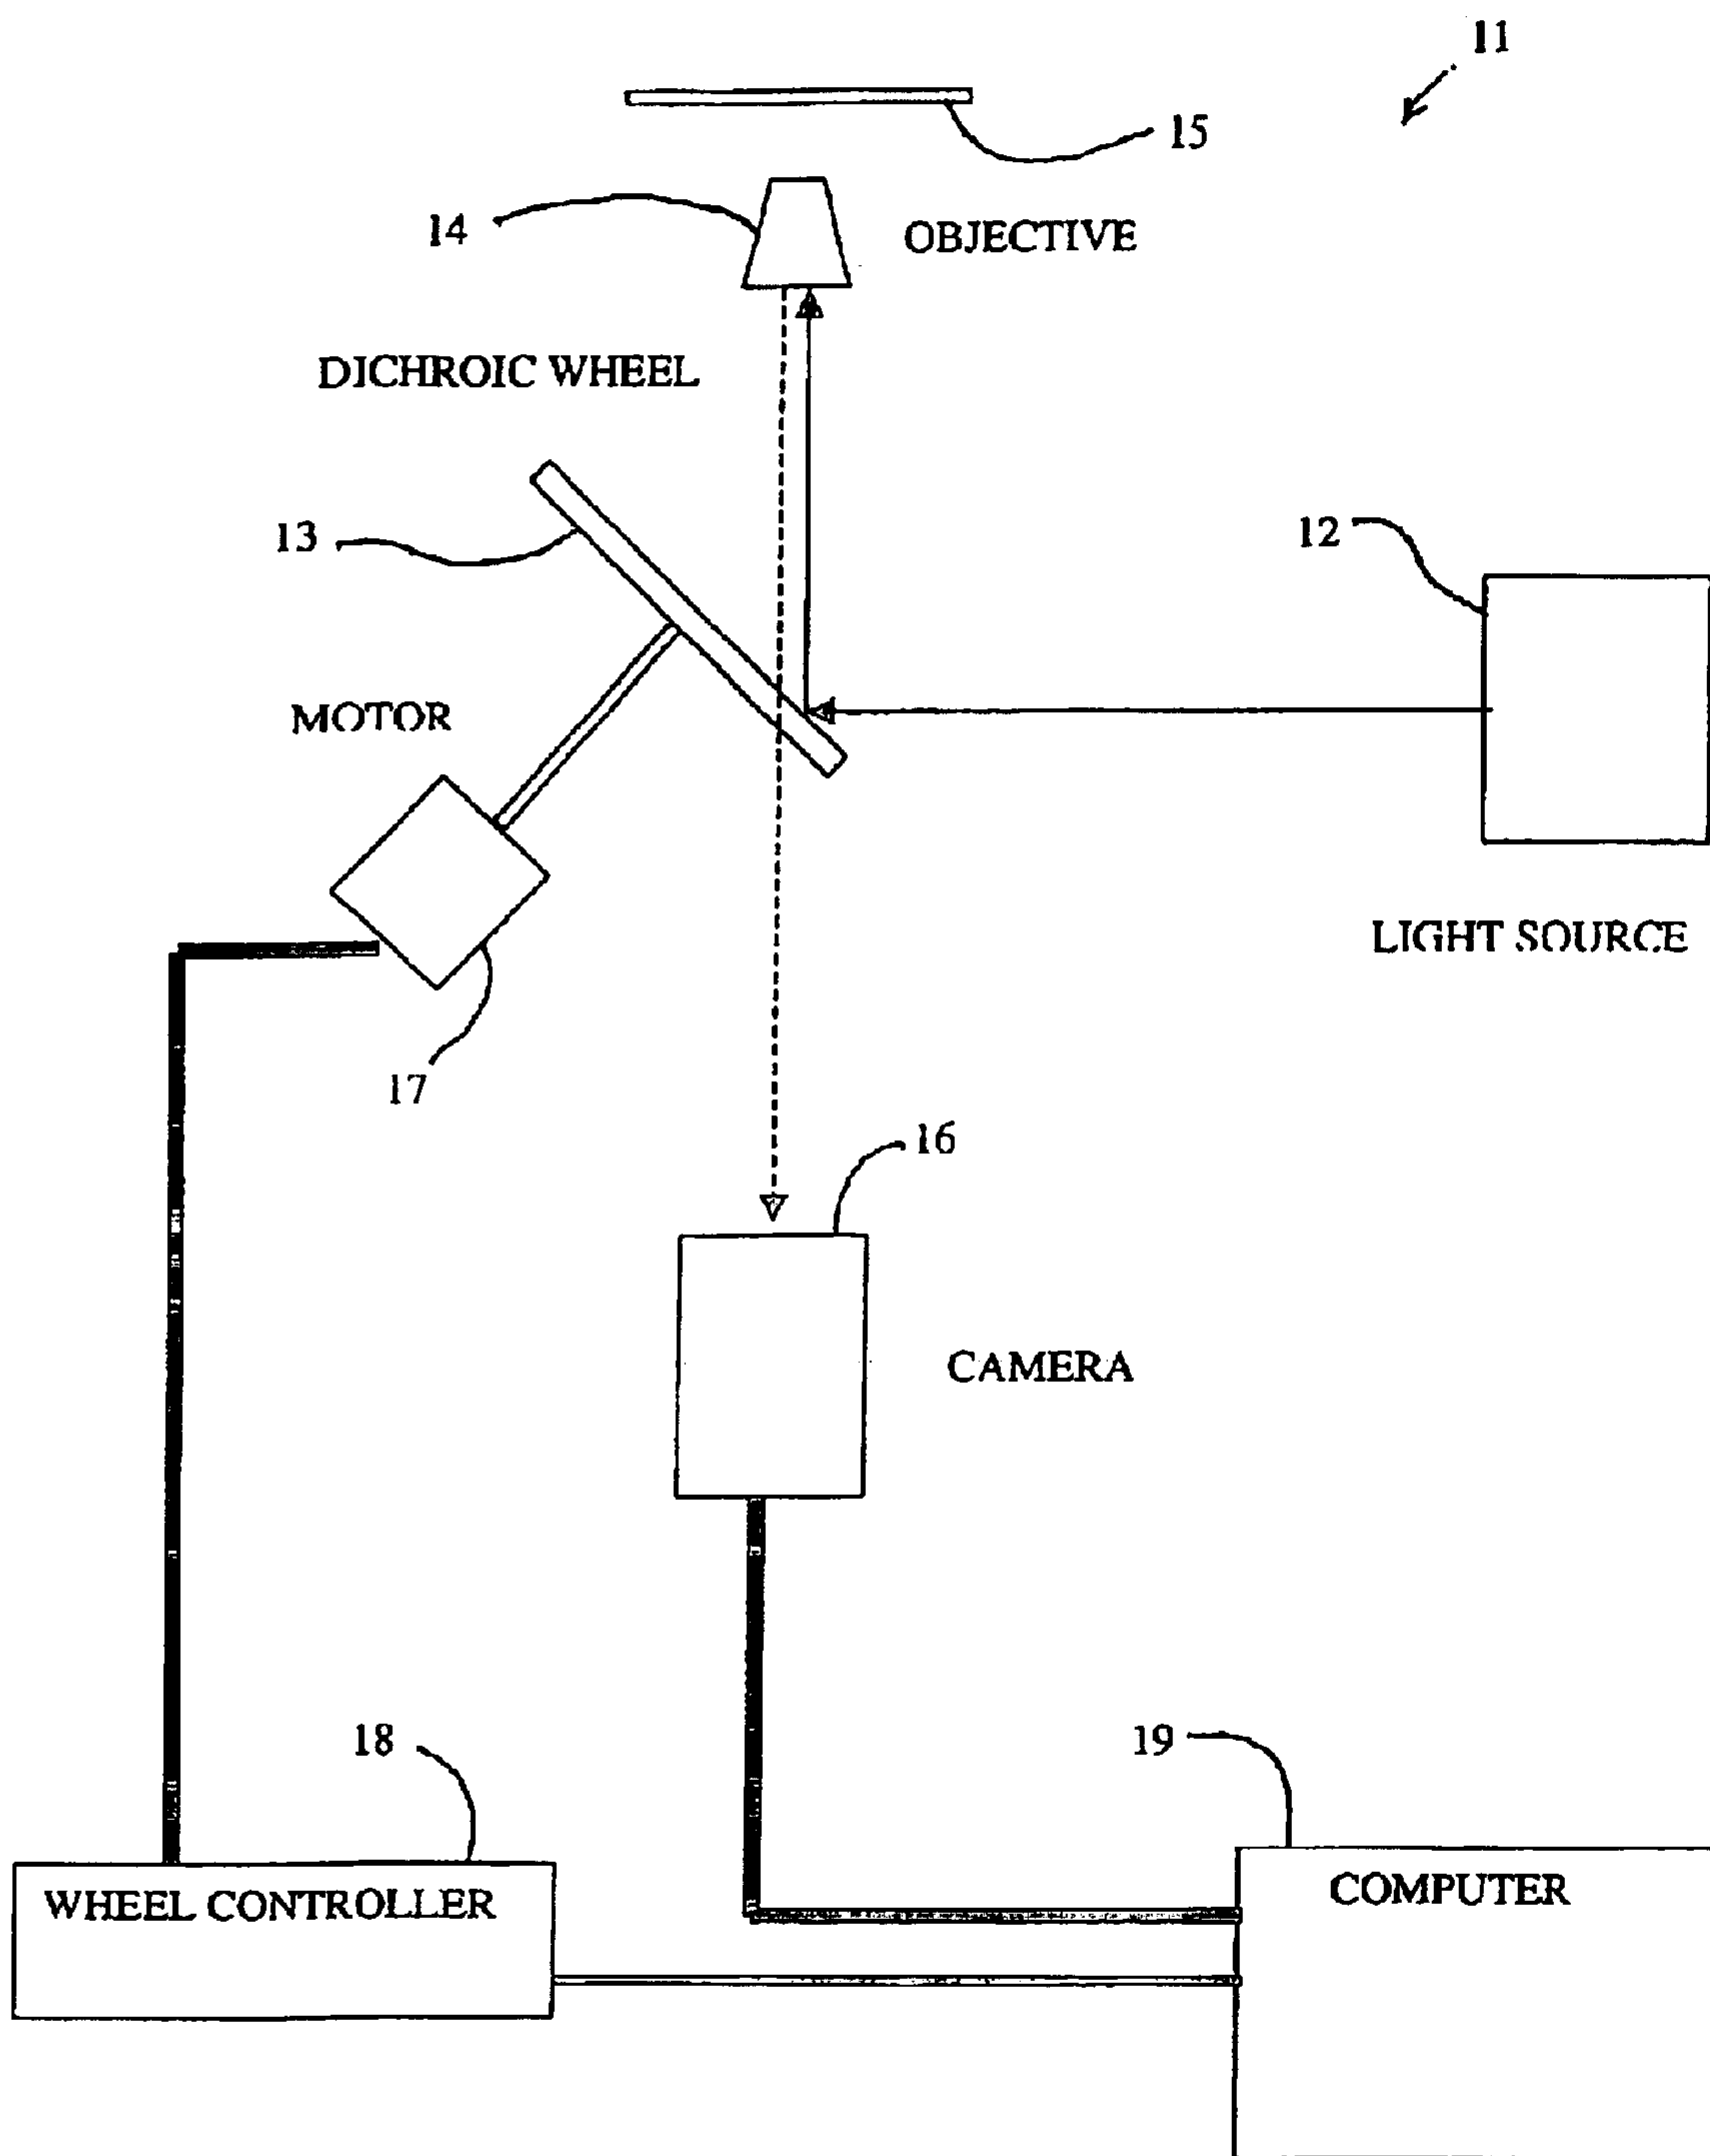 11
15
14
OBJECTIVE
DICHROIC WHEEL
13
12
MOTOR
LIGHT SOURCE
17
16
CAMERA
18
19
WHEEL CONTROLLER
COMPUTER